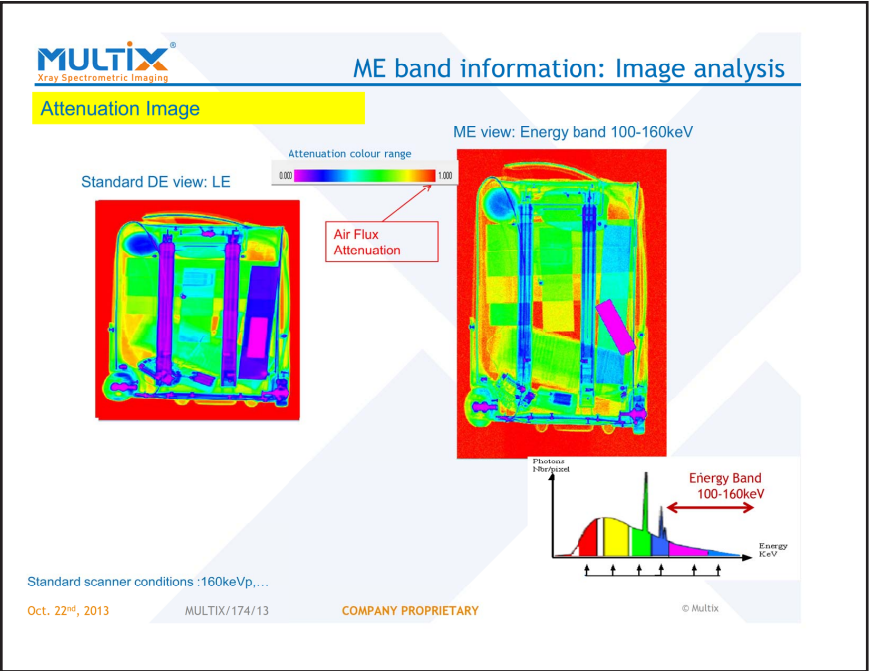 MULTIX®
Xray Spectrometric Imaging
ME band information: Image analysis
Attenuation Image
ME view: Energy band 100-160keV
Attenuation colour range
0.000
1.000
Standard DE view: LE
Air Flux
Attenuation
Photons
Nbr/pixel
Energy Band
100-160keV
Energy
KeV
Standard scanner conditions :160keVp,…
Oct. 22nd, 2013
MULTIX/174/13
COMPANY PROPRIETARY
© Multix